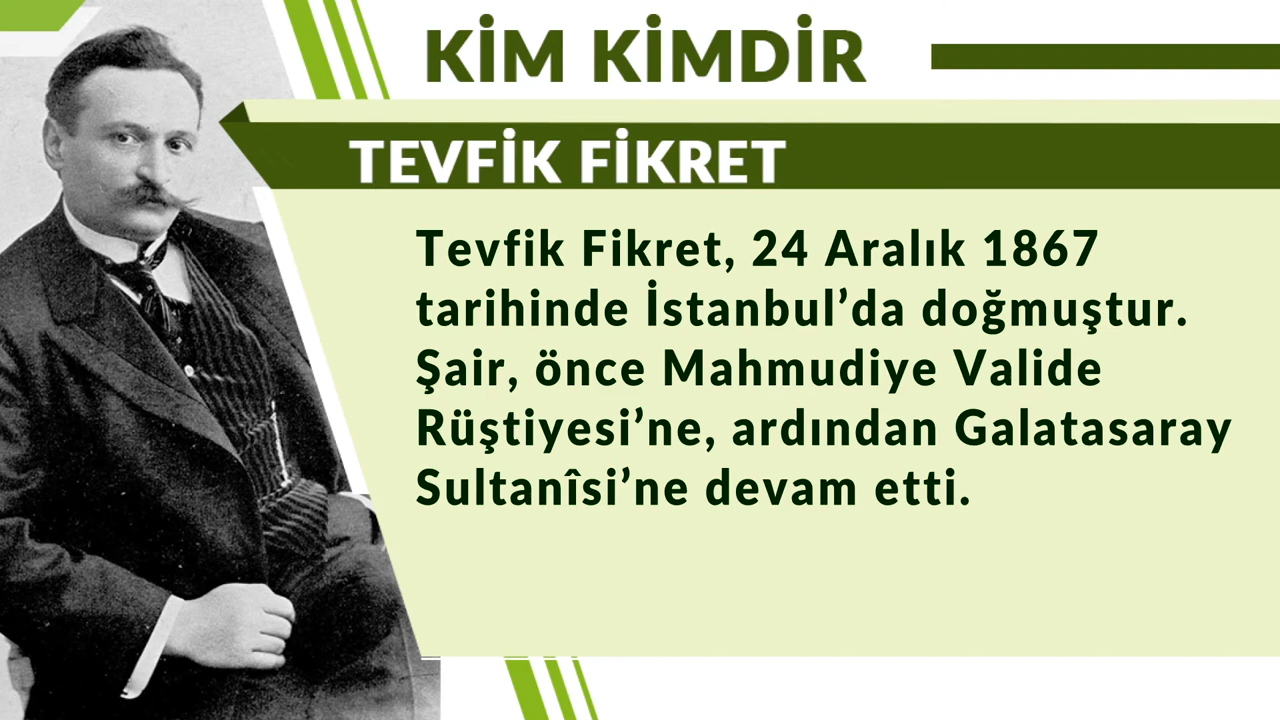 KİM KİMDİR
TEVFİK FİKRET
Tevfik Fikret, 24 Aralık 1867
tarihinde İstanbul’da doğmuştur.
Şair, önce Mahmudiye Valide
Rüştiyesi’ne, ardından Galatasaray
Sultanîsi’ne devam etti.